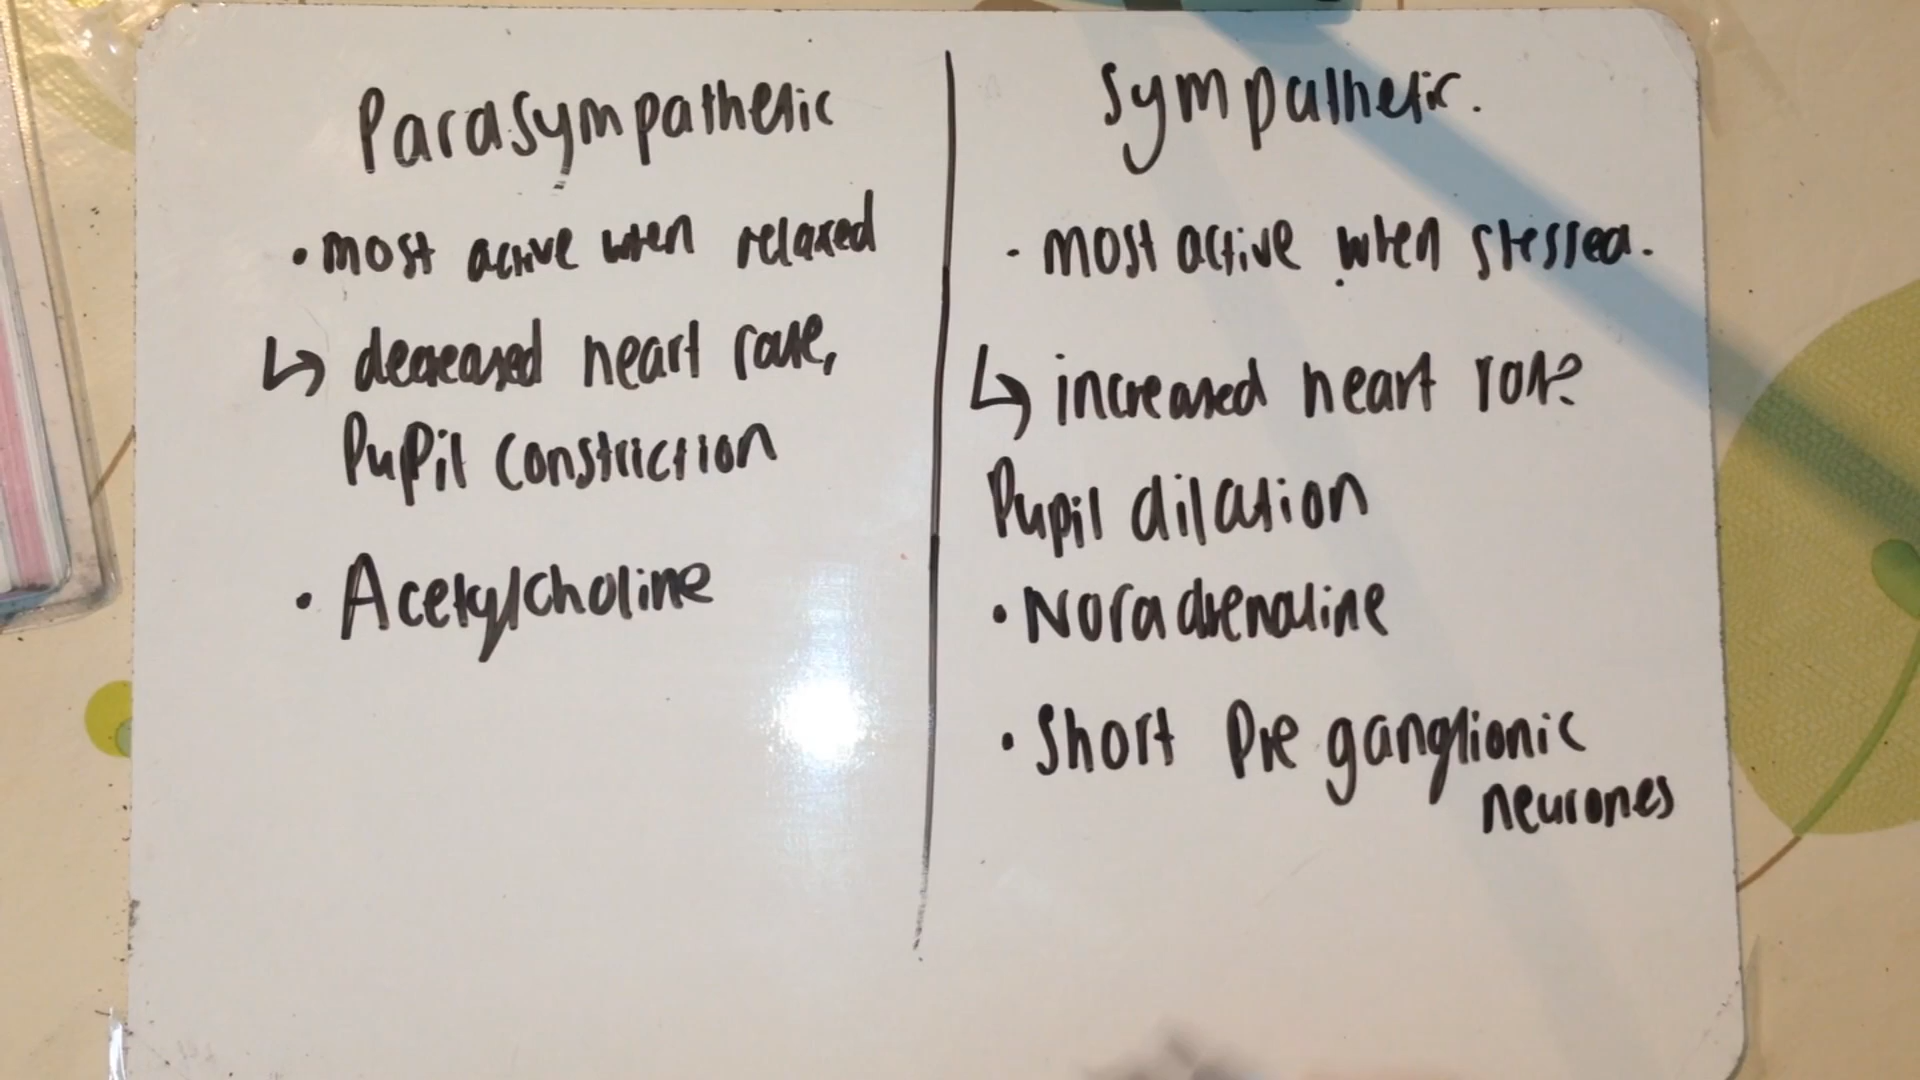 Parasympathetic
• most active when relaxed
↳ decreased heart rate,
Pupil constriction
• Acetylcholine
Sympathetic.
• most active when stressed.
↳ increased heart rate
Pupil dilation
• Noradrenaline
• Short Pre ganglionic
neurones